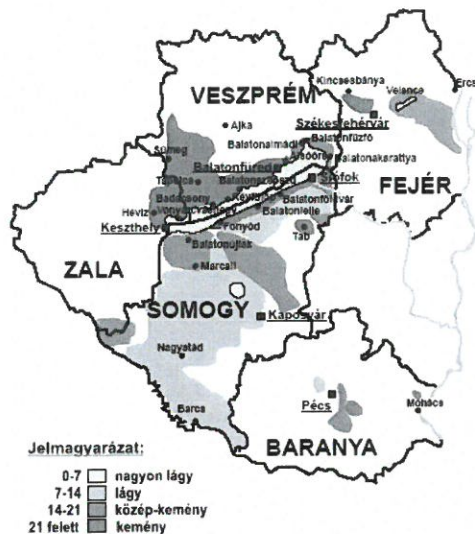 Kincsesbánya
Velence
Ercsi
VESZPRÉM
Székesfehérvár
Ajka
Balatonfűzfő
Balatonalmádi
Sümeg
Balatonakarattya
Balatonfüred
Siófok
Tapolca
FEJÉR
Badacsony
Balatonföldvár
Hévíz
Balatonlelle
Keszthely
Fonyód
Tab
Balatonújlak
ZALA
Marcali
SOMOGY
Kaposvár
Nagyatád
Pécs
Mohács
Barcs
BARANYA
Jelmagyarázat:
0-7 nagyon lágy
7-14 lágy
14-21 közép-kemény
21 felett kemény